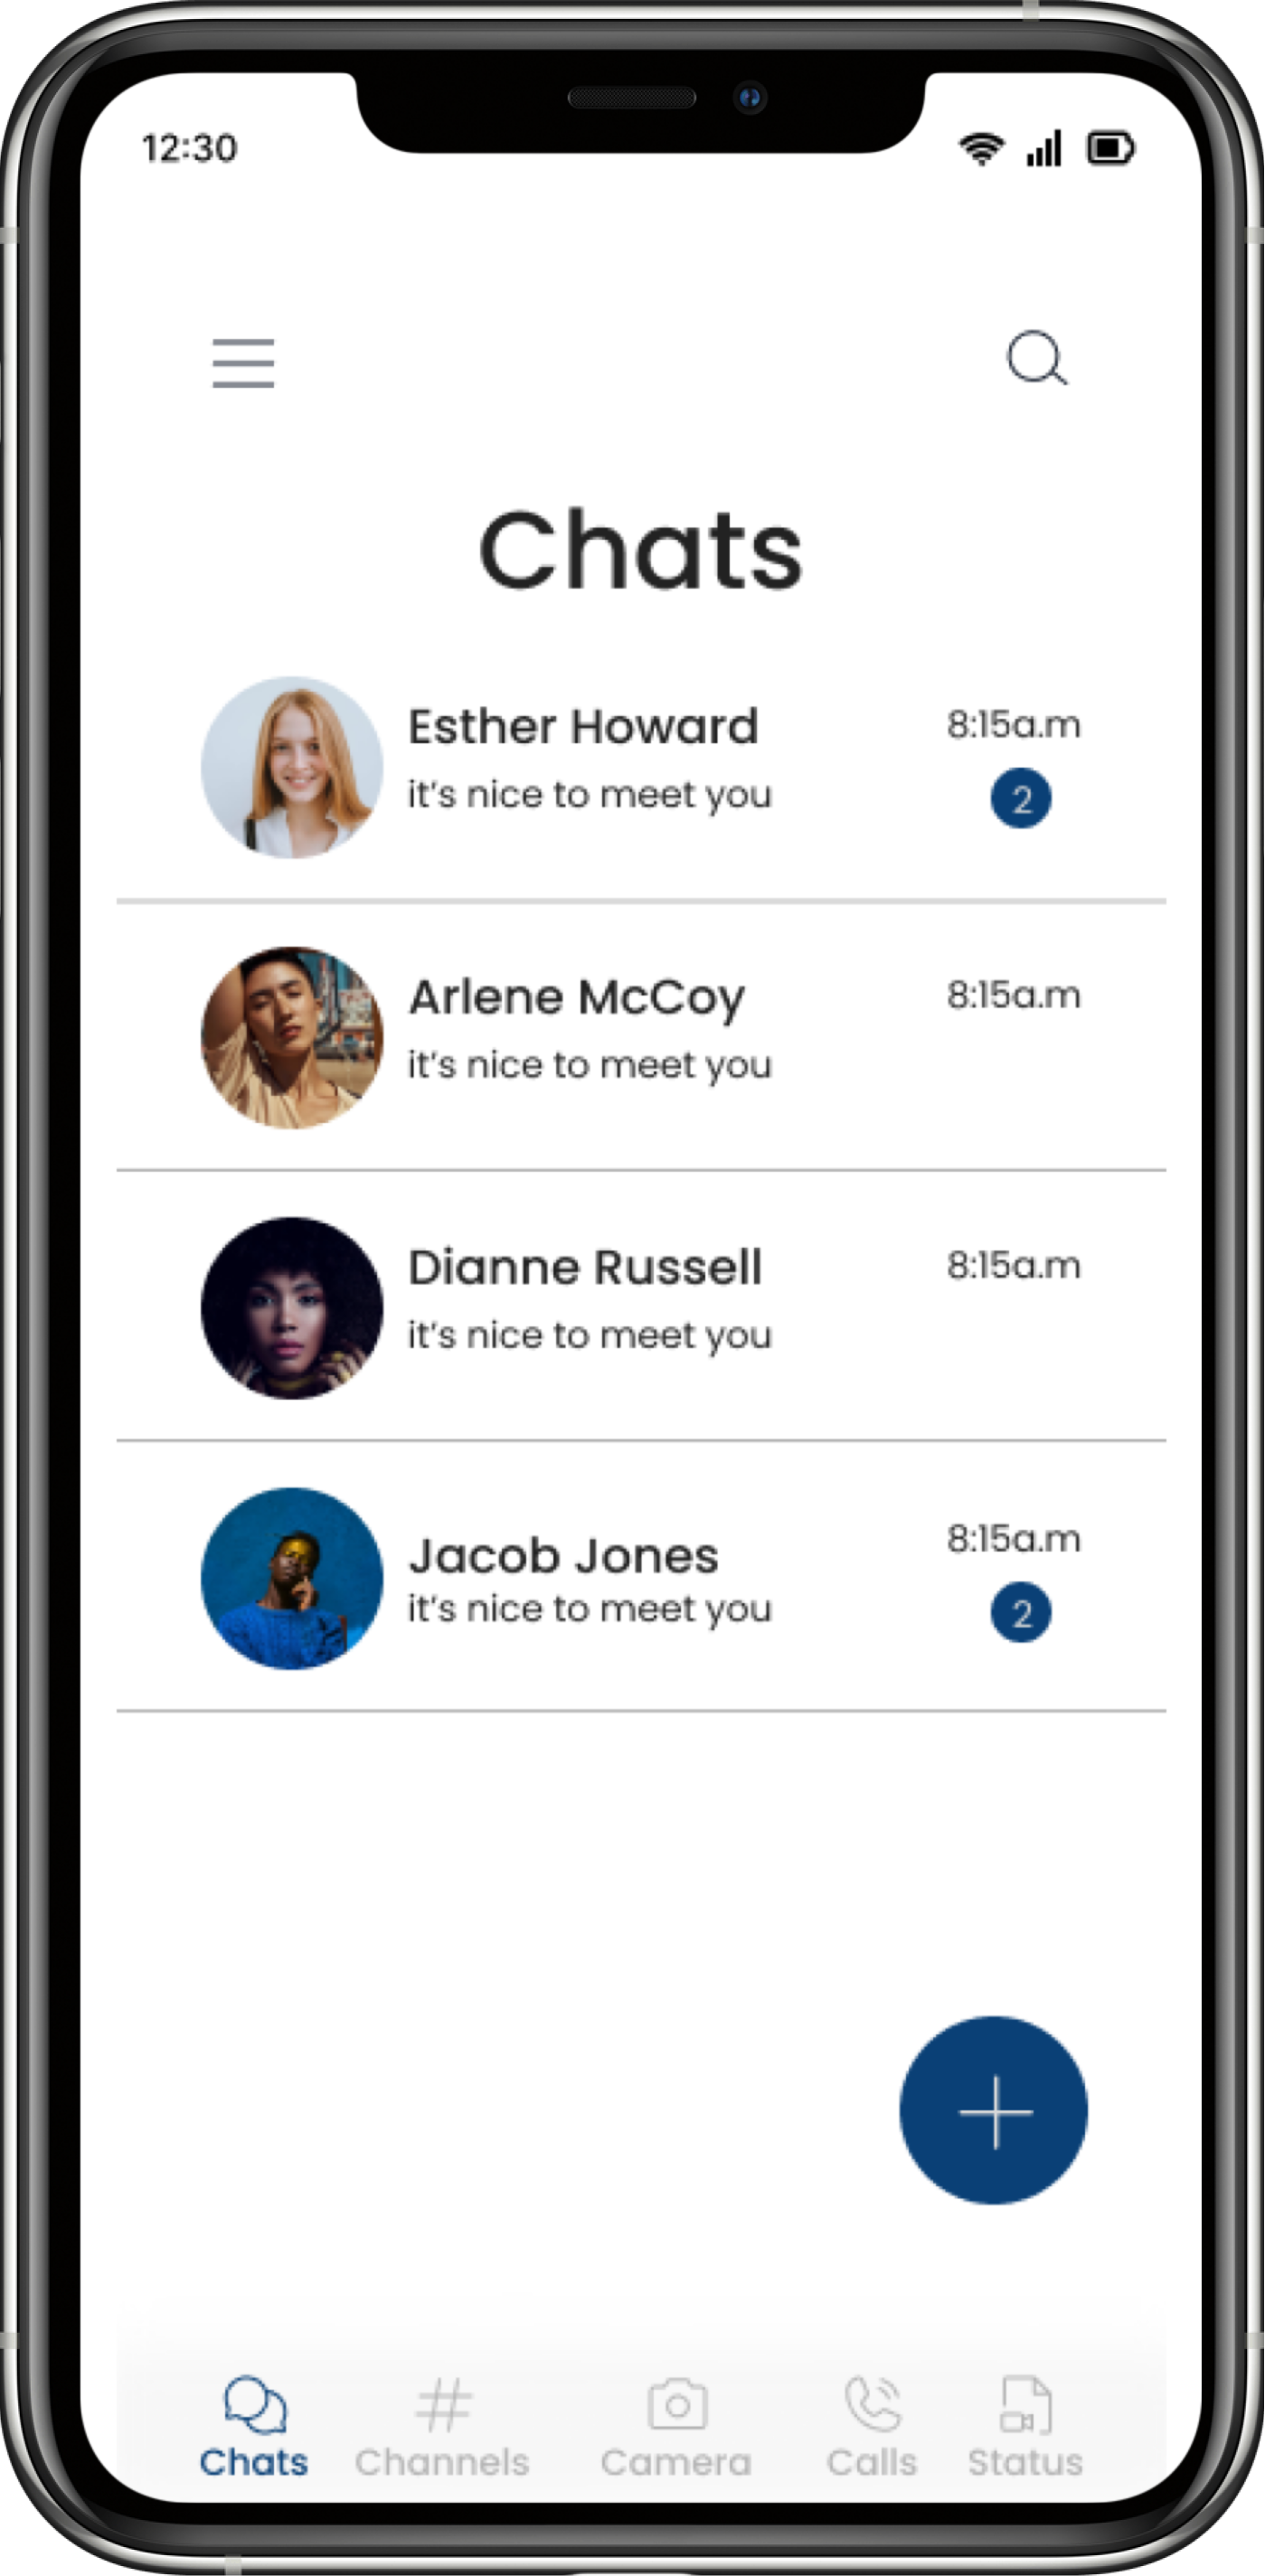 12:30
Chats
Esther Howard
8:15a.m
it's nice to meet you
2
Arlene McCoy
8:15a.m
it's nice to meet you
Dianne Russell
8:15a.m
it's nice to meet you
8:15a.m
Jacob Jones
it's nice to meet you
2
Chats
Channels
Camera
Calls
Status